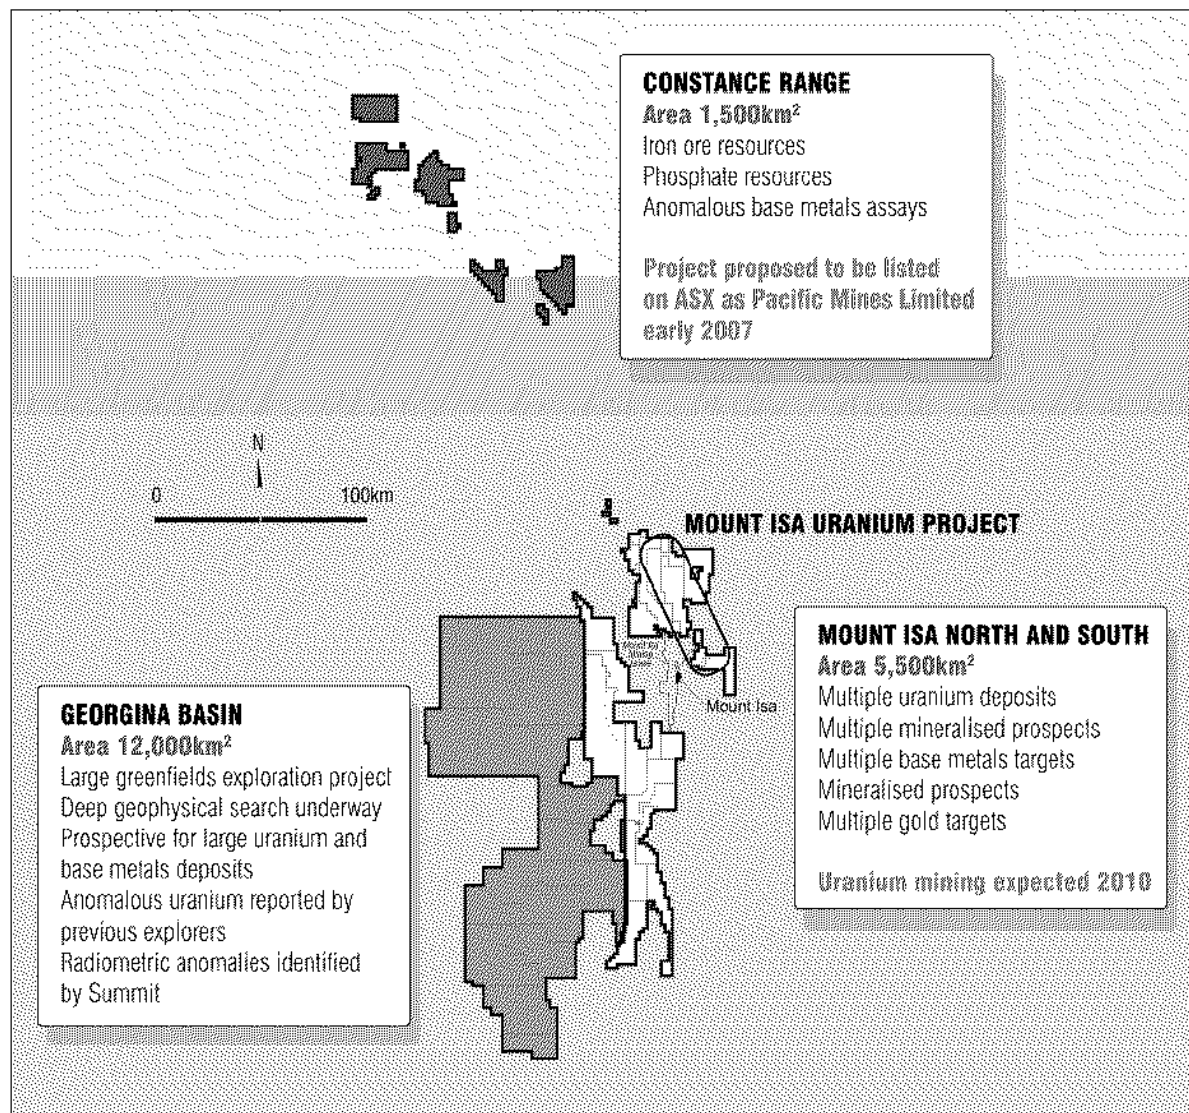 CONSTANCE RANGE
Area 1,500km²
Iron ore resources
Phosphate resources
Anomalous base metals assays
Project proposed to be listed
on ASX as Pacific Mines Limited
early 2007
N
0 100km
MOUNT ISA URANIUM PROJECT
Mount Isa
MOUNT ISA NORTH AND SOUTH
Area 5,500km²
Multiple uranium deposits
Multiple mineralised prospects
Multiple base metals targets
Mineralised prospects
Multiple gold targets
Uranium mining expected 2010
GEORGINA BASIN
Area 12,000km²
Large greenfields exploration project
Deep geophysical search underway
Prospective for large uranium and
base metals deposits
Anomalous uranium reported by
previous explorers
Radiometric anomalies identified
by Summit